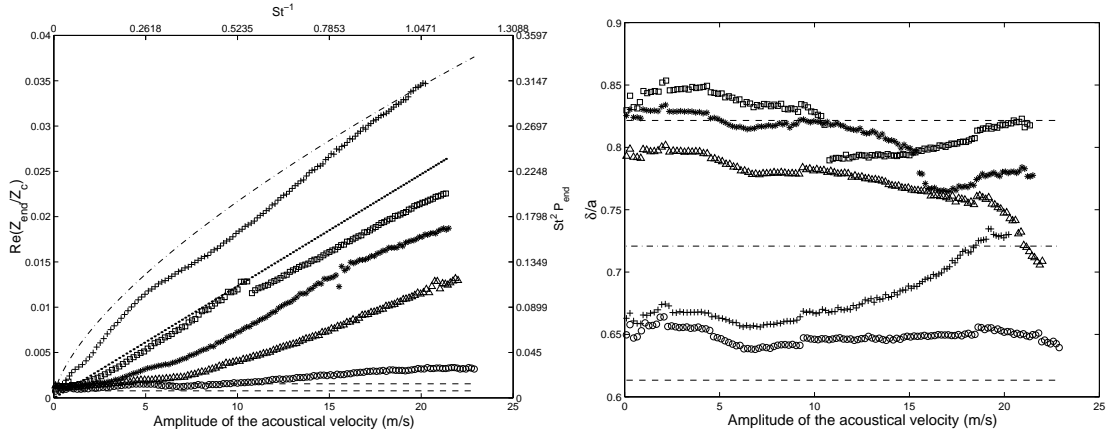 St⁻¹
0 0.2618 0.5235 0.7853 1.0471 1.3088
0.04 0.035 0.03 0.025 0.02 0.015 0.01 0.005 0
Re(Z_end/Z_c)
0.3597 0.3147 0.2697 0.2248 0.1798 0.1349 0.0899 0.045 0
St² P_end
0 5 10 15 20 25
Amplitude of the acoustical velocity (m/s)
0.9 0.85 0.8 0.75 0.7 0.65 0.6
δ/a
0 5 10 15 20 25
Amplitude of the acoustical velocity (m/s)